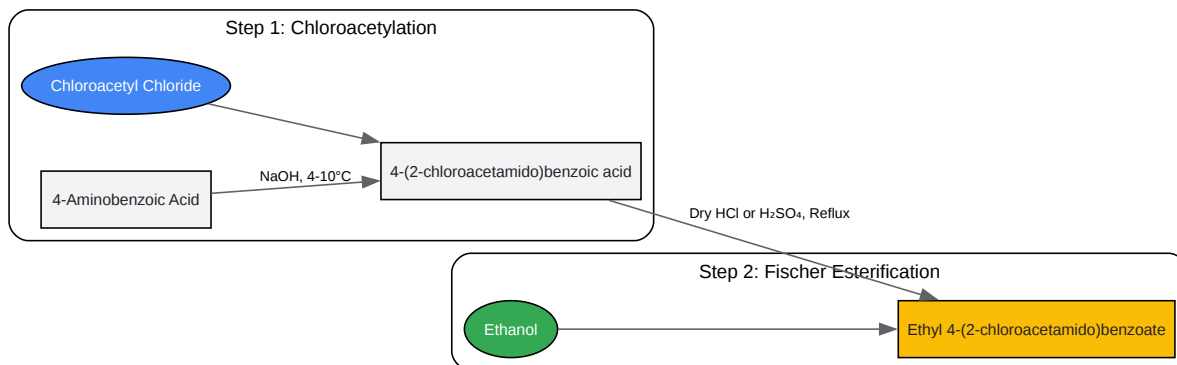 Step 1: Chloroacetylation
Chloroacetyl Chloride
4-Aminobenzoic Acid
NaOH, 4-10°C
4-(2-chloroacetamido)benzoic acid
Dry HCl or H₂SO₄, Reflux
Step 2: Fischer Esterification
Ethanol
Ethyl 4-(2-chloroacetamido)benzoate